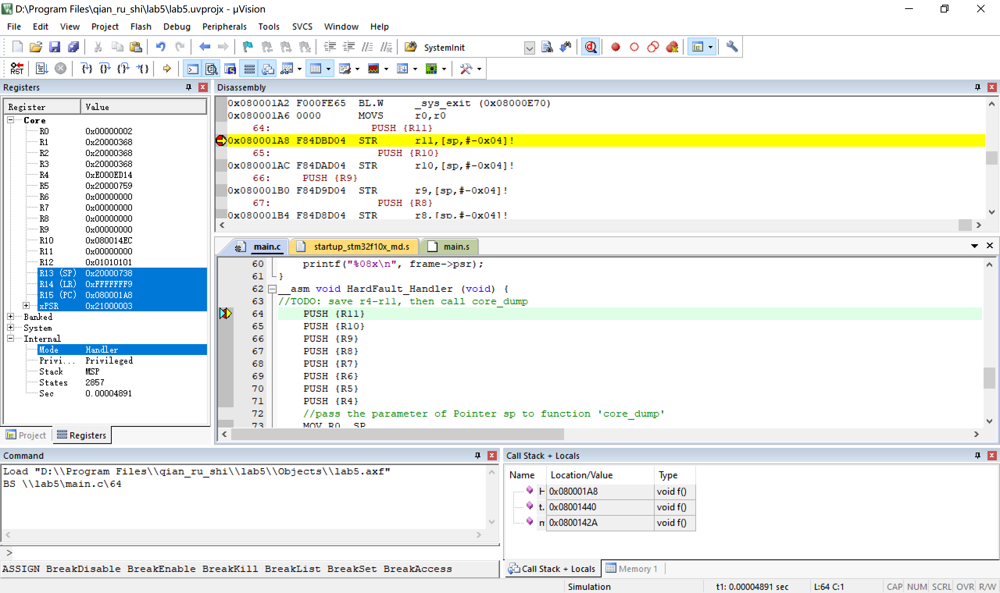 D:\Program Files\qian_ru_shi\lab5\lab5.uvprojx - µVision
File Edit View Project Flash Debug Peripherals Tools SVCS Window Help
SystemInit
RST
Registers
Register Value
Core
R0 0x00000002
R1 0x20000368
R2 0x20000368
R3 0x20000368
R4 0xE000ED14
R5 0x20000759
R6 0x00000000
R7 0x00000000
R8 0x00000000
R9 0x00000000
R10 0x080014EC
R11 0x00000000
R12 0x01010101
R13 (SP) 0x20000738
R14 (LR) 0xFFFFFFF9
R15 (PC) 0x080001A8
xPSR 0x21000003
Banked
System
Internal
Mode Handler
Privi... Privileged
Stack MSP
States 2857
Sec 0.00004891
Project Registers
Disassembly
0x080001A2 F000FE65 BL.W _sys_exit (0x08000E70)
0x080001A6 0000 MOVS r0,r0
64: PUSH {R11}
0x080001A8 F84DBD04 STR r11,[sp,#-0x04]!
65: PUSH {R10}
0x080001AC F84DAD04 STR r10,[sp,#-0x04]!
66: PUSH {R9}
0x080001B0 F84D9D04 STR r9,[sp,#-0x04]!
67: PUSH {R8}
0x080001B4 F84D8D04 STR r8,[sp,#-0x04]!
main.c startup_stm32f10x_md.s main.s
60 printf("%08x\n", frame->psr);
61 }
62 __asm void HardFault_Handler (void) {
63 //TODO: save r4-r11, then call core_dump
64 PUSH {R11}
65 PUSH {R10}
66 PUSH {R9}
67 PUSH {R8}
68 PUSH {R7}
69 PUSH {R6}
70 PUSH {R5}
71 PUSH {R4}
72 //pass the parameter of Pointer sp to function 'core_dump'
73 MOV R0, SP
Command
Load "D:\\Program Files\\qian_ru_shi\\lab5\\Objects\\lab5.axf"
BS \\lab5\main.c\64
>
ASSIGN BreakDisable BreakEnable BreakKill BreakList BreakSet BreakAccess
Call Stack + Locals
Name Location/Value Type
H 0x080001A8 void f()
t. 0x08001440 void f()
m 0x0800142A void f()
Call Stack + Locals Memory 1
Simulation t1: 0.00004891 sec L:64 C:1 CAP NUM SCRL OVR R/W